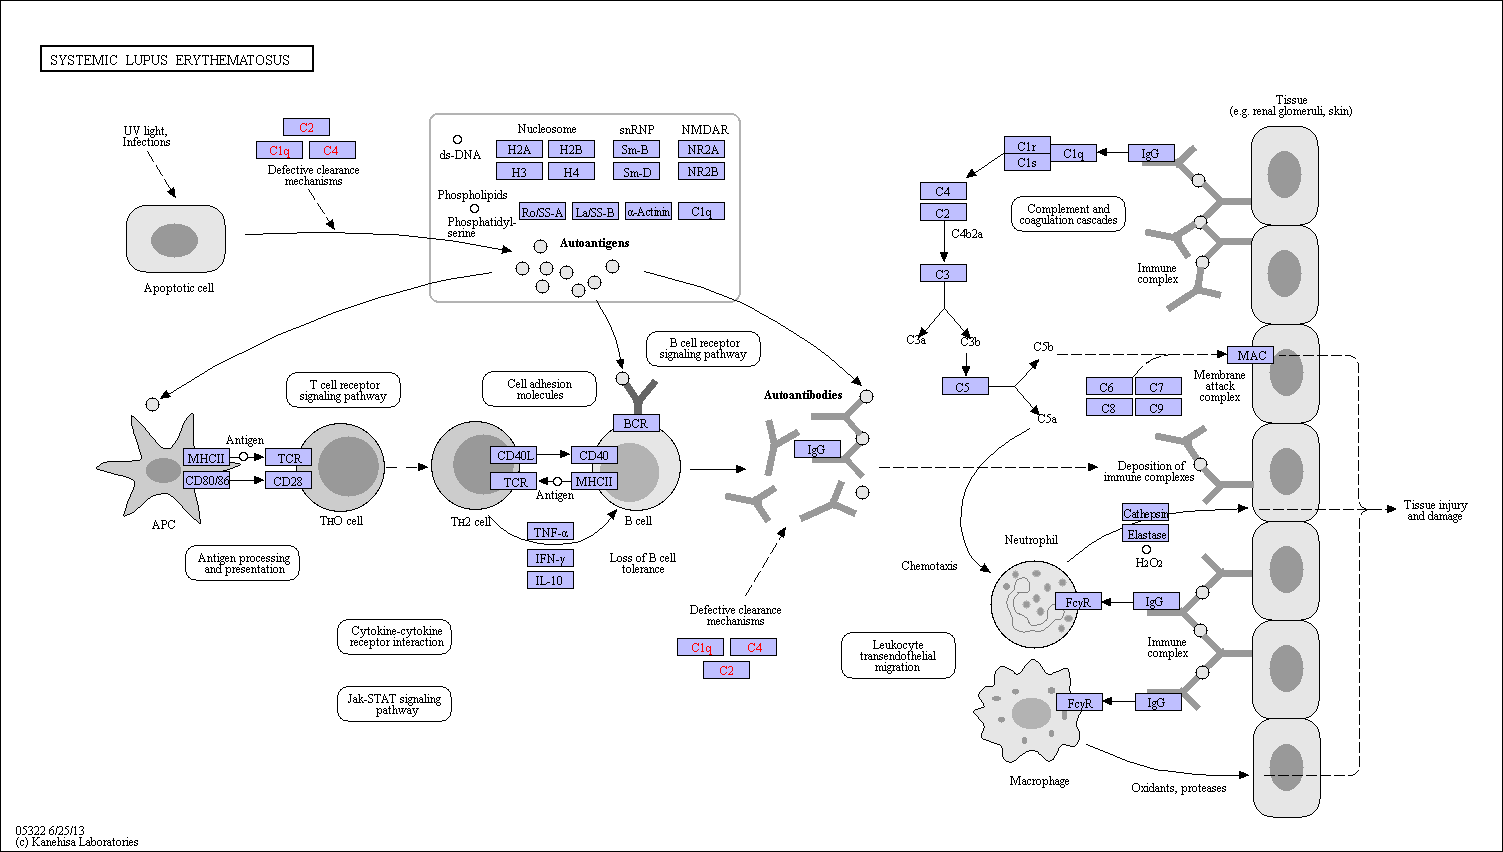 SYSTEMIC LUPUS ERYTHEMATOSUS
UV light,
Infections
C2
C1q
C4
Defective clearance
mechanisms
Apoptotic cell
ds-DNA
Nucleosome
snRNP
NMDAR
H2A
H2B
Sm-B
NR2A
H3
H4
Sm-D
NR2B
Phospholipids
Phosphatidyl-
serine
Ro/SS-A
La/SS-B
α-Actinin
C1q
Autoantigens
B cell receptor
signaling pathway
T cell receptor
signaling pathway
Cell adhesion
molecules
Autoantibodies
Antigen
MHCII
TCR
CD80/86
CD28
APC
TH0 cell
CD40L
CD40
TCR
MHCII
Antigen
BCR
TH2 cell
B cell
IgG
TNF-α
IFN-γ
IL-10
Loss of B cell
tolerance
Antigen processing
and presentation
Cytokine-cytokine
receptor interaction
Jak-STAT signaling
pathway
Defective clearance
mechanisms
C1q
C4
C2
Leukocyte
transendothelial
migration
Tissue
(e.g. renal glomeruli, skin)
C1r
C1s
C1q
IgG
C4
C2
C4b2a
Complement and
coagulation cascades
Immune
complex
C3
C3a
C3b
C5b
C5
C5a
MAC
Membrane
attack
complex
C6
C7
C8
C9
Deposition of
immune complexes
Cathepsin
Elastase
H2O2
Tissue injury
and damage
Neutrophil
Chemotaxis
FcγR
IgG
Immune
complex
FcγR
IgG
Macrophage
Oxidants, proteases
05322 6/25/13
(c) Kanehisa Laboratories